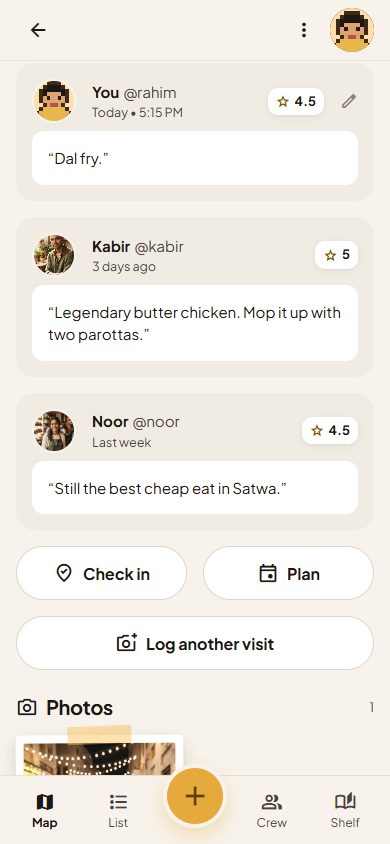 You @rahim
4.5
Today • 5:15 PM
“Dal fry.”
Kabir @kabir
5
3 days ago
“Legendary butter chicken. Mop it up with
two parottas.”
Noor @noor
4.5
Last week
“Still the best cheap eat in Satwa.”
Check in
Plan
Log another visit
Photos
1
Map
List
Crew
Shelf